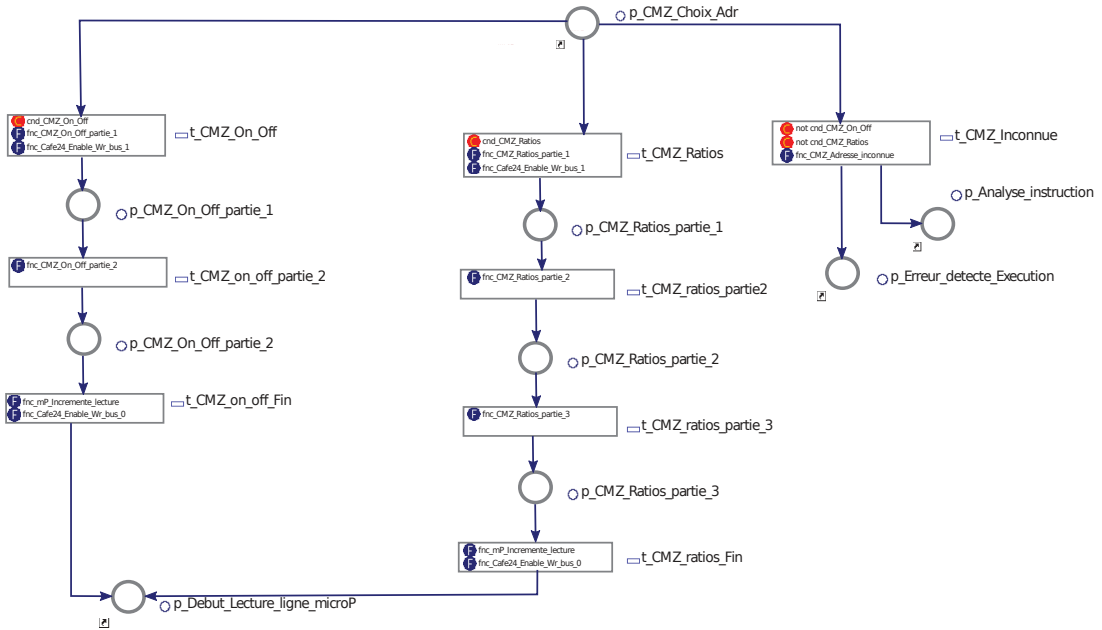 p_CMZ_Choix_Adr
C cnd_CMZ_On_Off
F fnc_CMZ_On_Off_partie_1
F fnc_Cafe24_Enable_Wr_bus_1
t_CMZ_On_Off
C cnd_CMZ_Ratios
F fnc_CMZ_Ratios_partie_1
F fnc_Cafe24_Enable_Wr_bus_1
t_CMZ_Ratios
C not cnd_CMZ_On_Off
C not cnd_CMZ_Ratios
F fnc_CMZ_Adresse_inconnue
t_CMZ_Inconnue
p_CMZ_On_Off_partie_1
p_CMZ_Ratios_partie_1
p_Analyse_instruction
F fnc_CMZ_On_Off_partie_2
t_CMZ_on_off_partie_2
F fnc_CMZ_Ratios_partie_2
t_CMZ_ratios_partie2
p_Erreur_detecte_Execution
p_CMZ_On_Off_partie_2
p_CMZ_Ratios_partie_2
F fnc_mP_Incremente_lecture
F fnc_Cafe24_Enable_Wr_bus_0
t_CMZ_on_off_Fin
F fnc_CMZ_Ratios_partie_3
t_CMZ_ratios_partie_3
p_CMZ_Ratios_partie_3
F fnc_mP_Incremente_lecture
F fnc_Cafe24_Enable_Wr_bus_0
t_CMZ_ratios_Fin
p_Debut_Lecture_ligne_microP